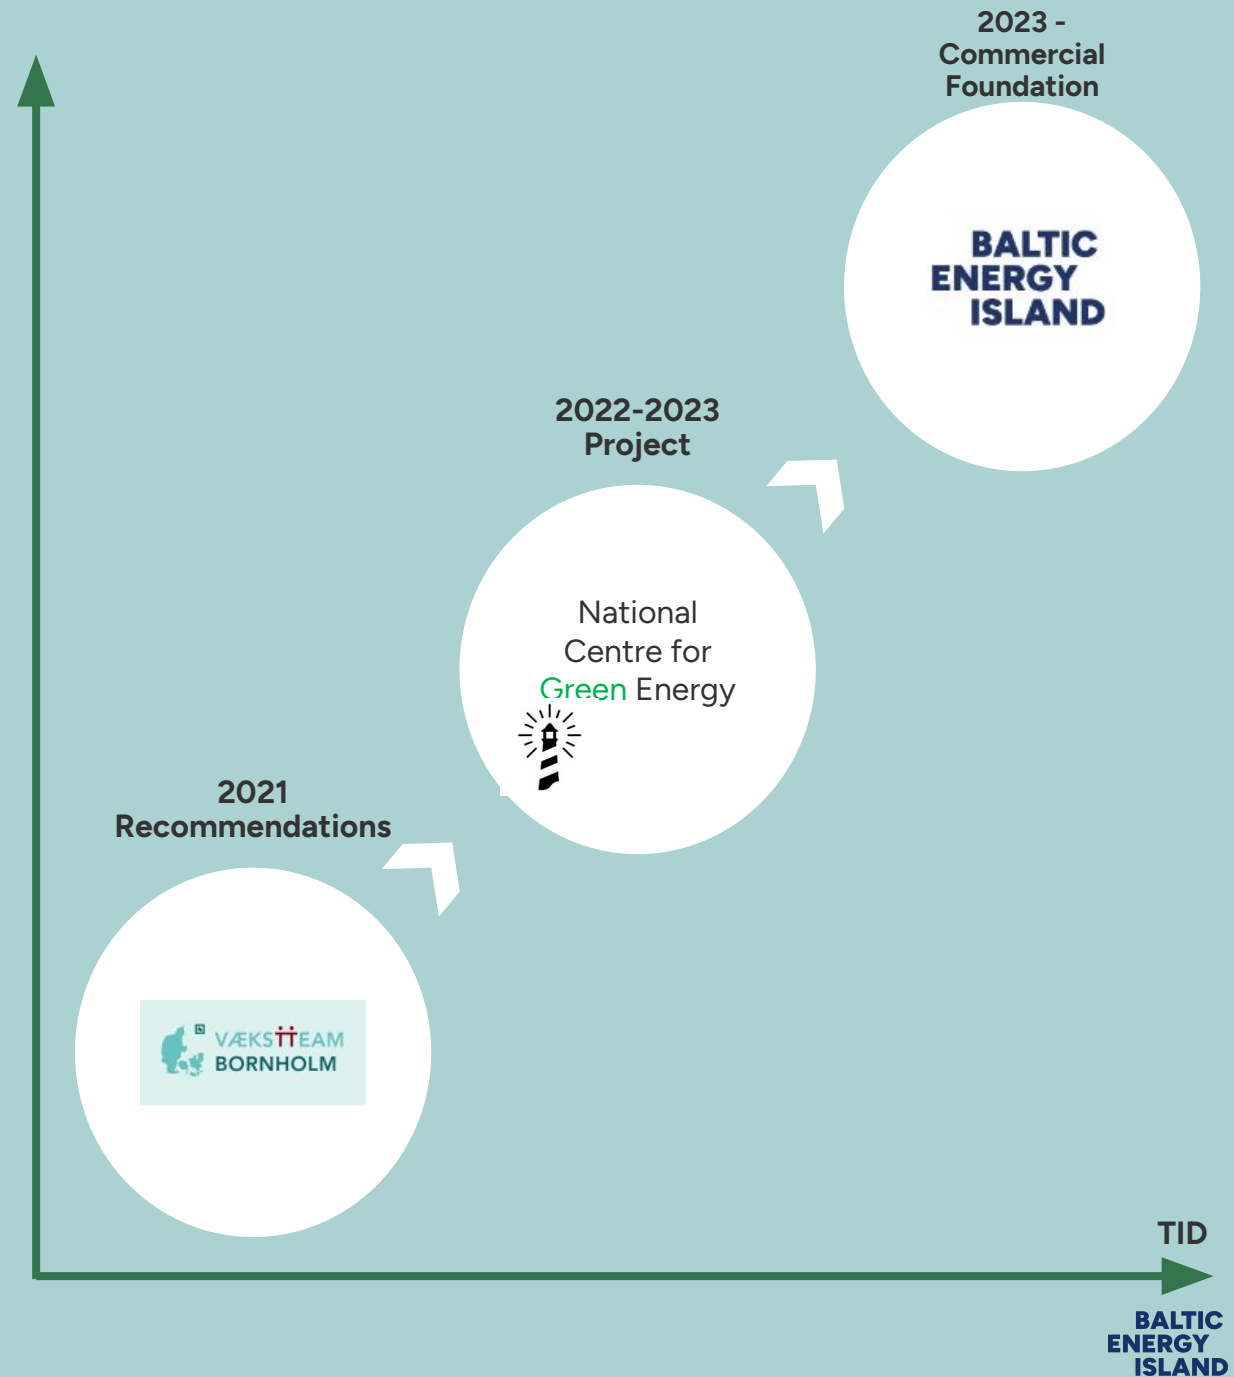 2023 -
Commercial
Foundation
BALTIC
ENERGY
ISLAND
2022-2023
Project
National
Centre for
Green Energy
2021
Recommendations
VÆKSTTEAM
BORNHOLM
TID
BALTIC
ENERGY
ISLAND